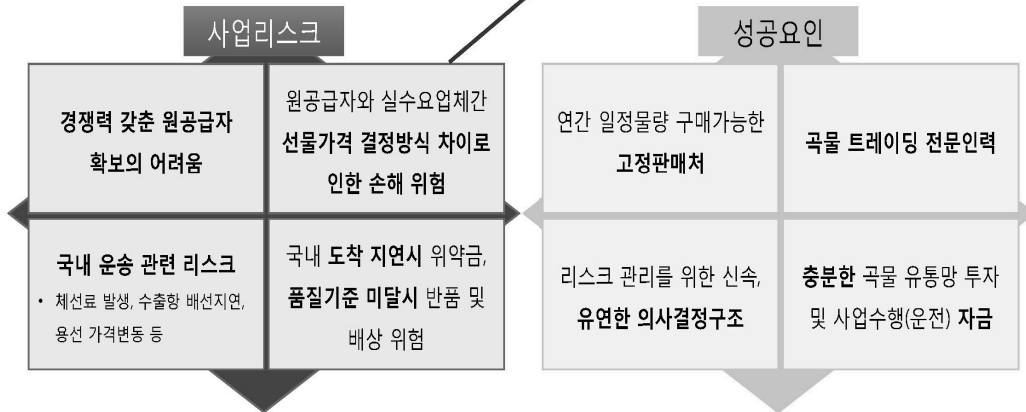 사업리스크
경쟁력 갖춘 원공급자
확보의 어려움
원공급자와 실수요업체간
선물가격 결정방식 차이로
인한 손해 위험
국내 운송 관련 리스크
• 체선료 발생, 수출항 배선지연,
용선 가격변동 등
국내 도착 지연시 위약금,
품질기준 미달시 반품 및
배상 위험
성공요인
연간 일정물량 구매가능한
고정판매처
곡물 트레이딩 전문인력
리스크 관리를 위한 신속,
유연한 의사결정구조
충분한 곡물 유통망 투자
및 사업수행(운전) 자금